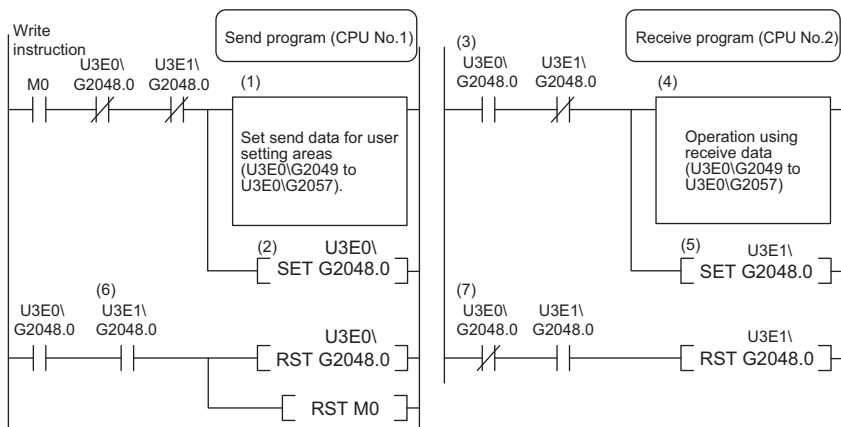 Write
instruction
Send program (CPU No.1)
M0
U3E0\
G2048.0
U3E1\
G2048.0
(1)
Set send data for user
setting areas
(U3E0\G2049 to
U3E0\G2057).
(2)
U3E0\
SET G2048.0
U3E0\
G2048.0
(6)
U3E1\
G2048.0
U3E0\
RST G2048.0
RST M0
Receive program (CPU No.2)
(3)
U3E0\
G2048.0
U3E1\
G2048.0
(4)
Operation using
receive data
(U3E0\G2049 to
U3E0\G2057)
(5)
U3E1\
SET G2048.0
(7)
U3E0\
G2048.0
U3E1\
G2048.0
U3E1\
RST G2048.0